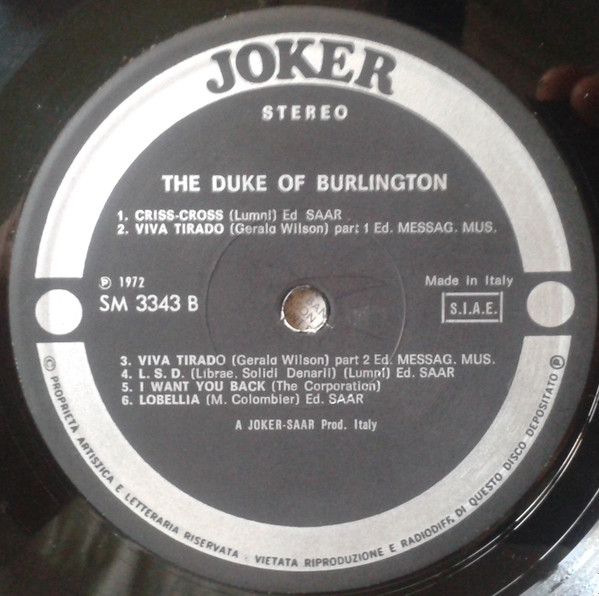 JOKER
STEREO
THE DUKE OF BURLINGTON
1. CRISS-CROSS (Lumni) Ed SAAR
2. VIVA TIRADO (Gerald Wilson) part 1 Ed. MESSAG. MUS.
Ⓟ 1972
SM 3343 B
Made in Italy
S.I.A.E.
3. VIVA TIRADO (Gerald Wilson) part 2 Ed. MESSAG. MUS.
4. L. S. D. (Librae. Solidi Denarii) (Lumni) Ed. SAAR
5. I WANT YOU BACK (The Corporation)
6. LOBELLIA (M. Colombier) Ed. SAAR
A JOKER-SAAR Prod. Italy
© PROPRIETA ARTISTICA E LETTERARIA RISERVATA - VIETATA RIPRODUZIONE E RADIODIFF. DI QUESTO DISCO DEPOSITATO Ⓟ